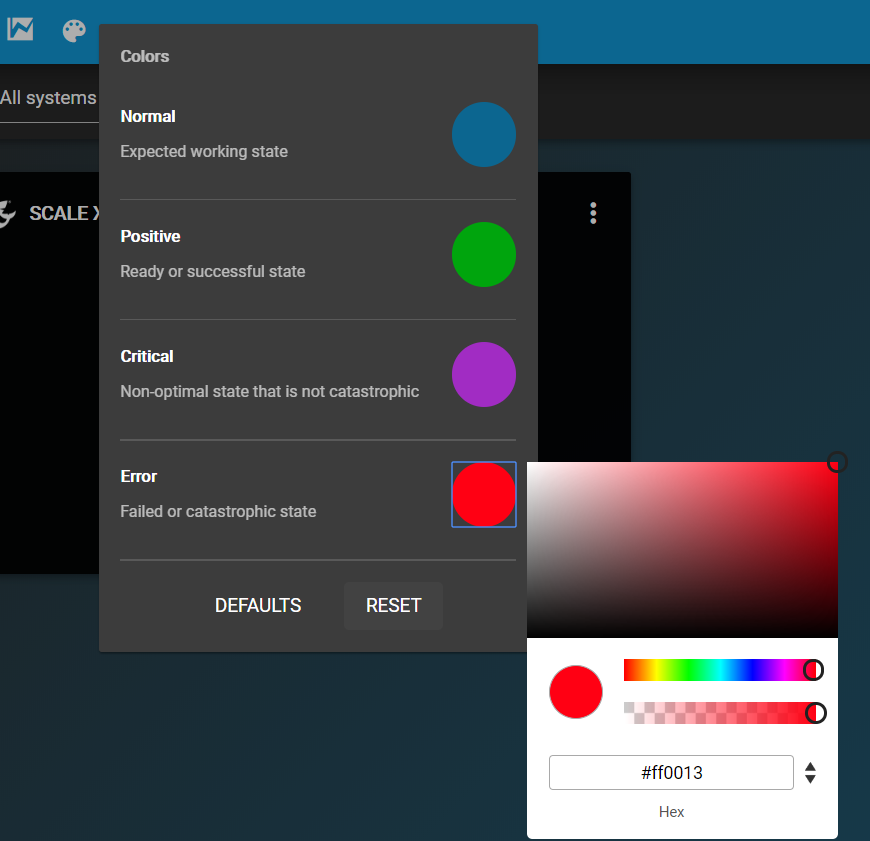 Colors
All systems
Normal
Expected working state
SCALE X
Positive
Ready or successful state
Critical
Non-optimal state that is not catastrophic
Error
Failed or catastrophic state
DEFAULTS
RESET
#ff0013
Hex